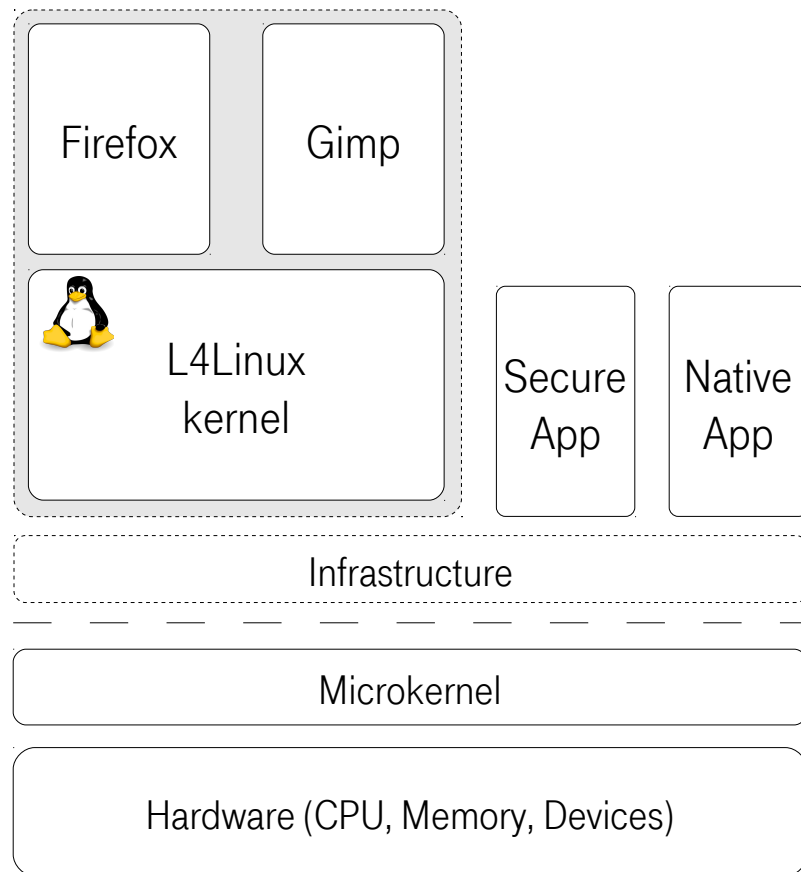 Firefox
Gimp
L4Linux
kernel
Secure
App
Native
App
Infrastructure
Microkernel
Hardware (CPU, Memory, Devices)